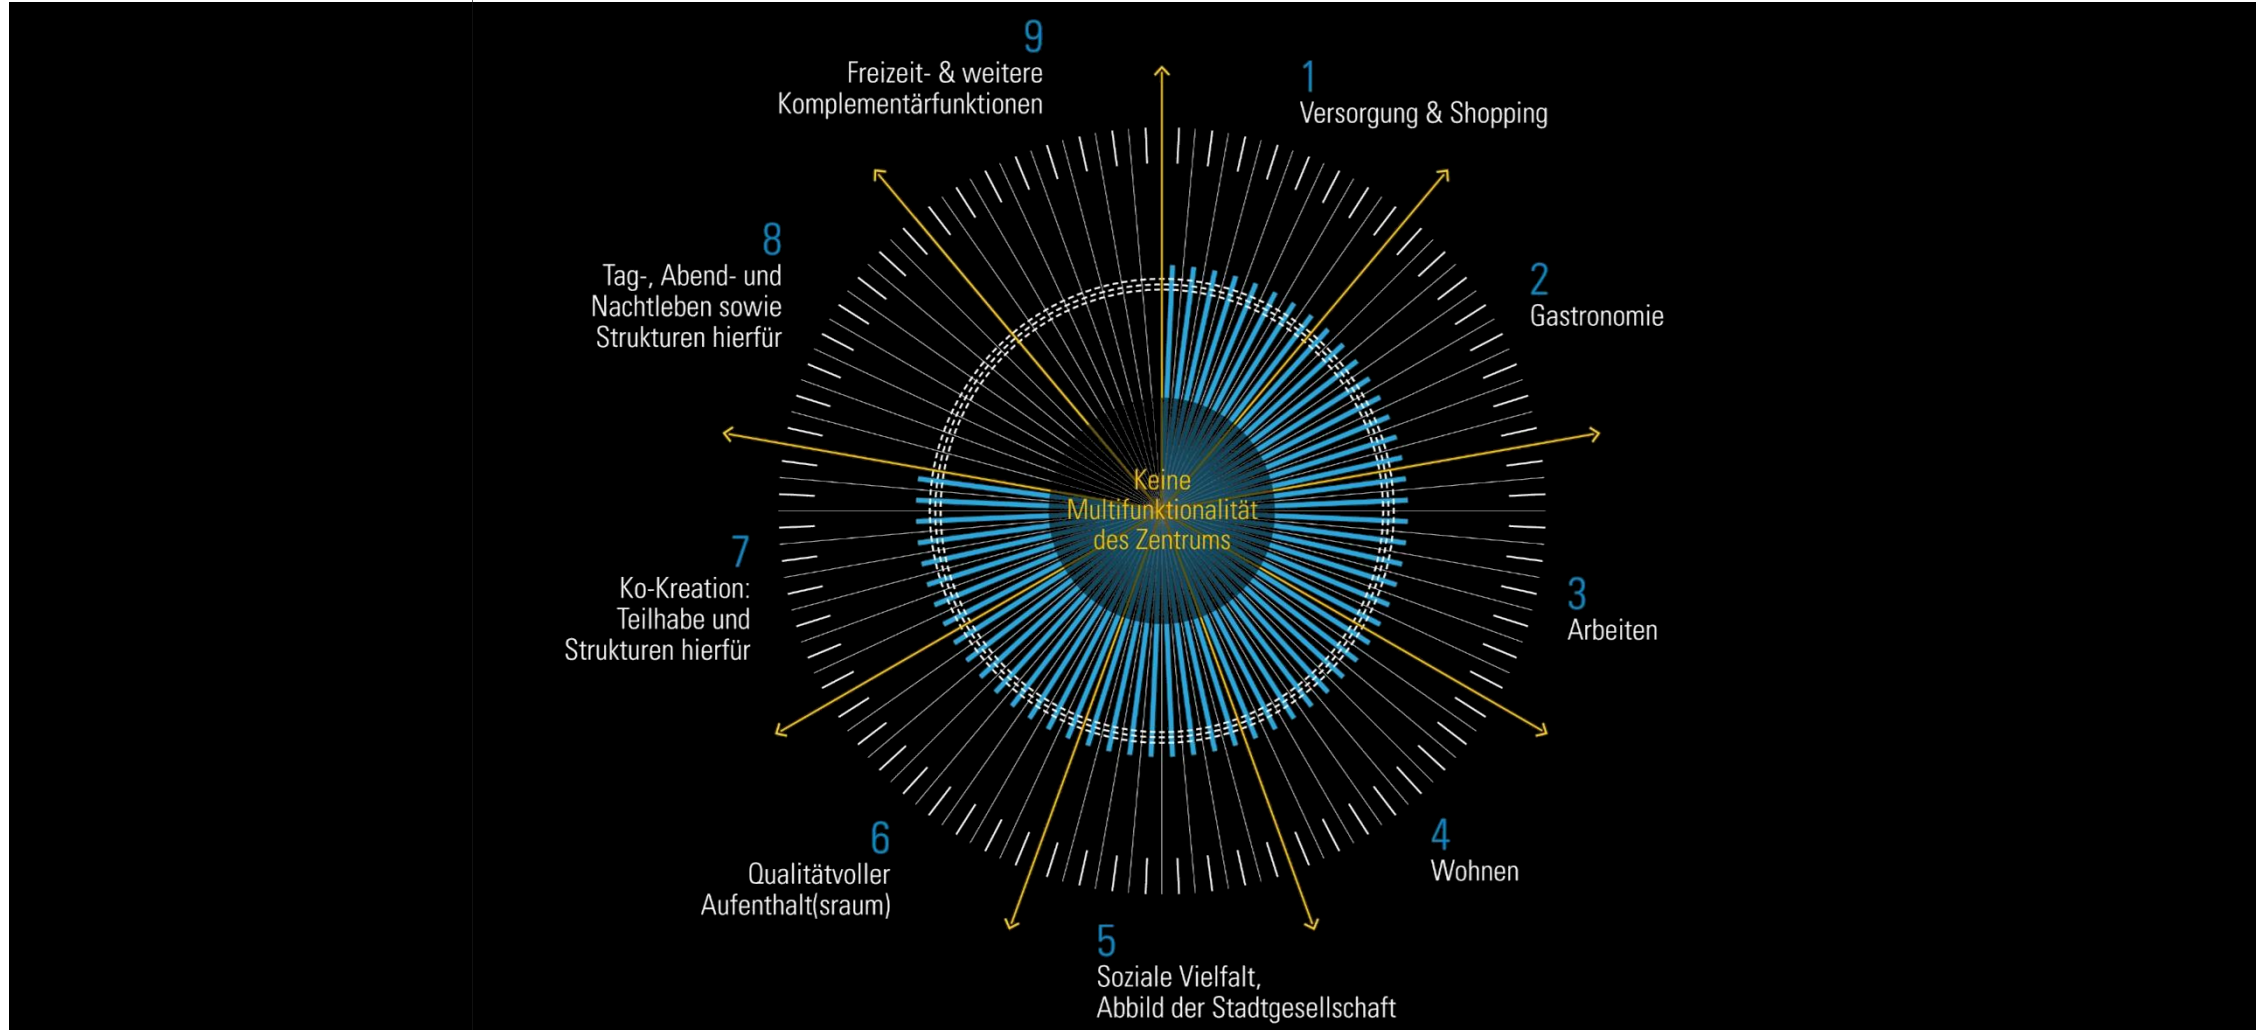 9
Freizeit- & weitere
Komplementärfunktionen
1
Versorgung & Shopping
8
Tag-, Abend- und
Nachtleben sowie
Strukturen hierfür
2
Gastronomie
Keine
Multifunktionalität
des Zentrums
7
Ko-Kreation:
Teilhabe und
Strukturen hierfür
3
Arbeiten
6
Qualitätvoller
Aufenthalt(sraum)
4
Wohnen
5
Soziale Vielfalt,
Abbild der Stadtgesellschaft